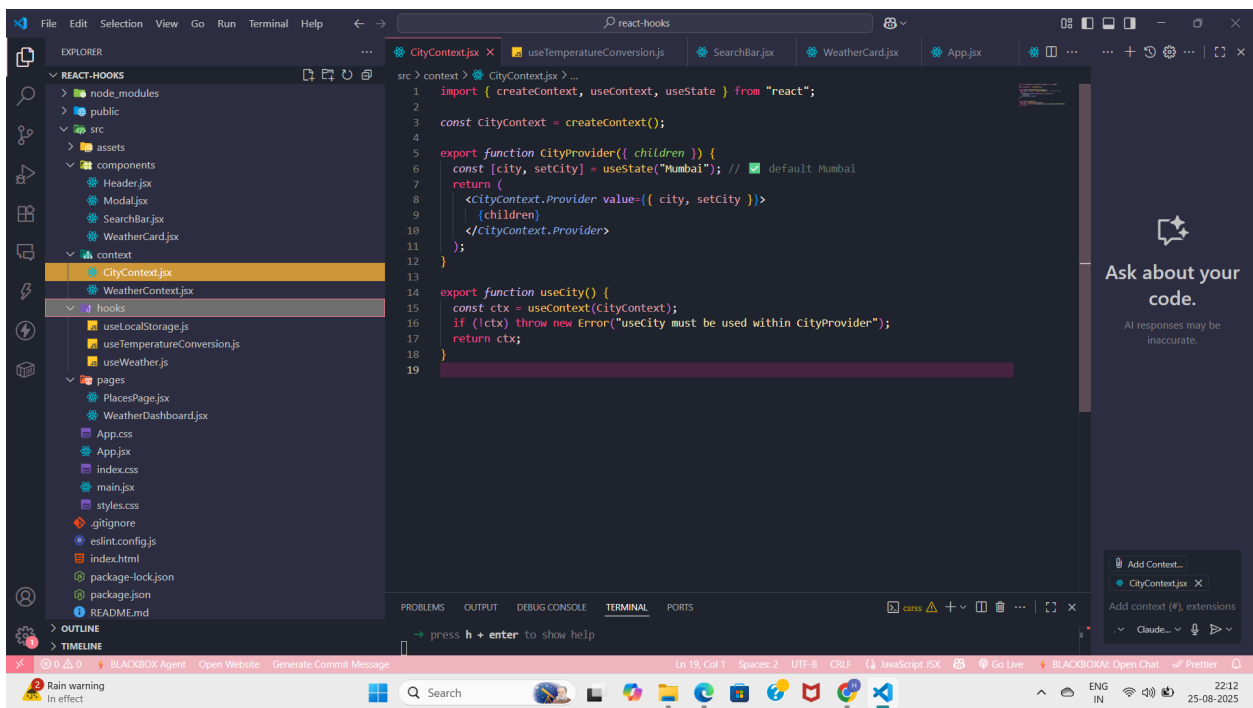 File Edit Selection View Go Run Terminal Help
react-hooks
EXPLORER
REACT-HOOKS
node_modules
public
src
assets
components
Header.jsx
Modal.jsx
SearchBar.jsx
WeatherCard.jsx
context
CityContext.jsx
WeatherContext.jsx
hooks
useLocalStorage.js
useTemperatureConversion.js
useWeather.js
pages
PlacesPage.jsx
WeatherDashboard.jsx
App.css
App.jsx
index.css
main.jsx
styles.css
.gitignore
eslint.config.js
index.html
package-lock.json
package.json
README.md
OUTLINE
TIMELINE
CityContext.jsx useTemperatureConversion.js SearchBar.jsx WeatherCard.jsx App.jsx
src > context > CityContext.jsx > ...
1 import { createContext, useContext, useState } from "react";
2
3 const CityContext = createContext();
4
5 export function CityProvider({ children }) {
6 const [city, setCity] = useState("Mumbai"); // ✅ default Mumbai
7 return (
8 <CityContext.Provider value={{ city, setCity }}>
9 {children}
10 </CityContext.Provider>
11 );
12 }
13
14 export function useCity() {
15 const ctx = useContext(CityContext);
16 if (!ctx) throw new Error("useCity must be used within CityProvider");
17 return ctx;
18 }
19
PROBLEMS OUTPUT DEBUG CONSOLE TERMINAL PORTS
csrss
→ press h + enter to show help
Ask about your
code.
AI responses may be
inaccurate.
Add Context...
CityContext.jsx
Add context (#), extensions
Claude...
1
0 0 BLACKBOX Agent Open Website Generate Commit Message
Ln 19, Col 1 Spaces: 2 UTF-8 CRLF JavaScript JSX Go Live BLACKBOXAI: Open Chat Prettier
2
Rain warning
In effect
Search
ENG
IN
22:12
25-08-2025